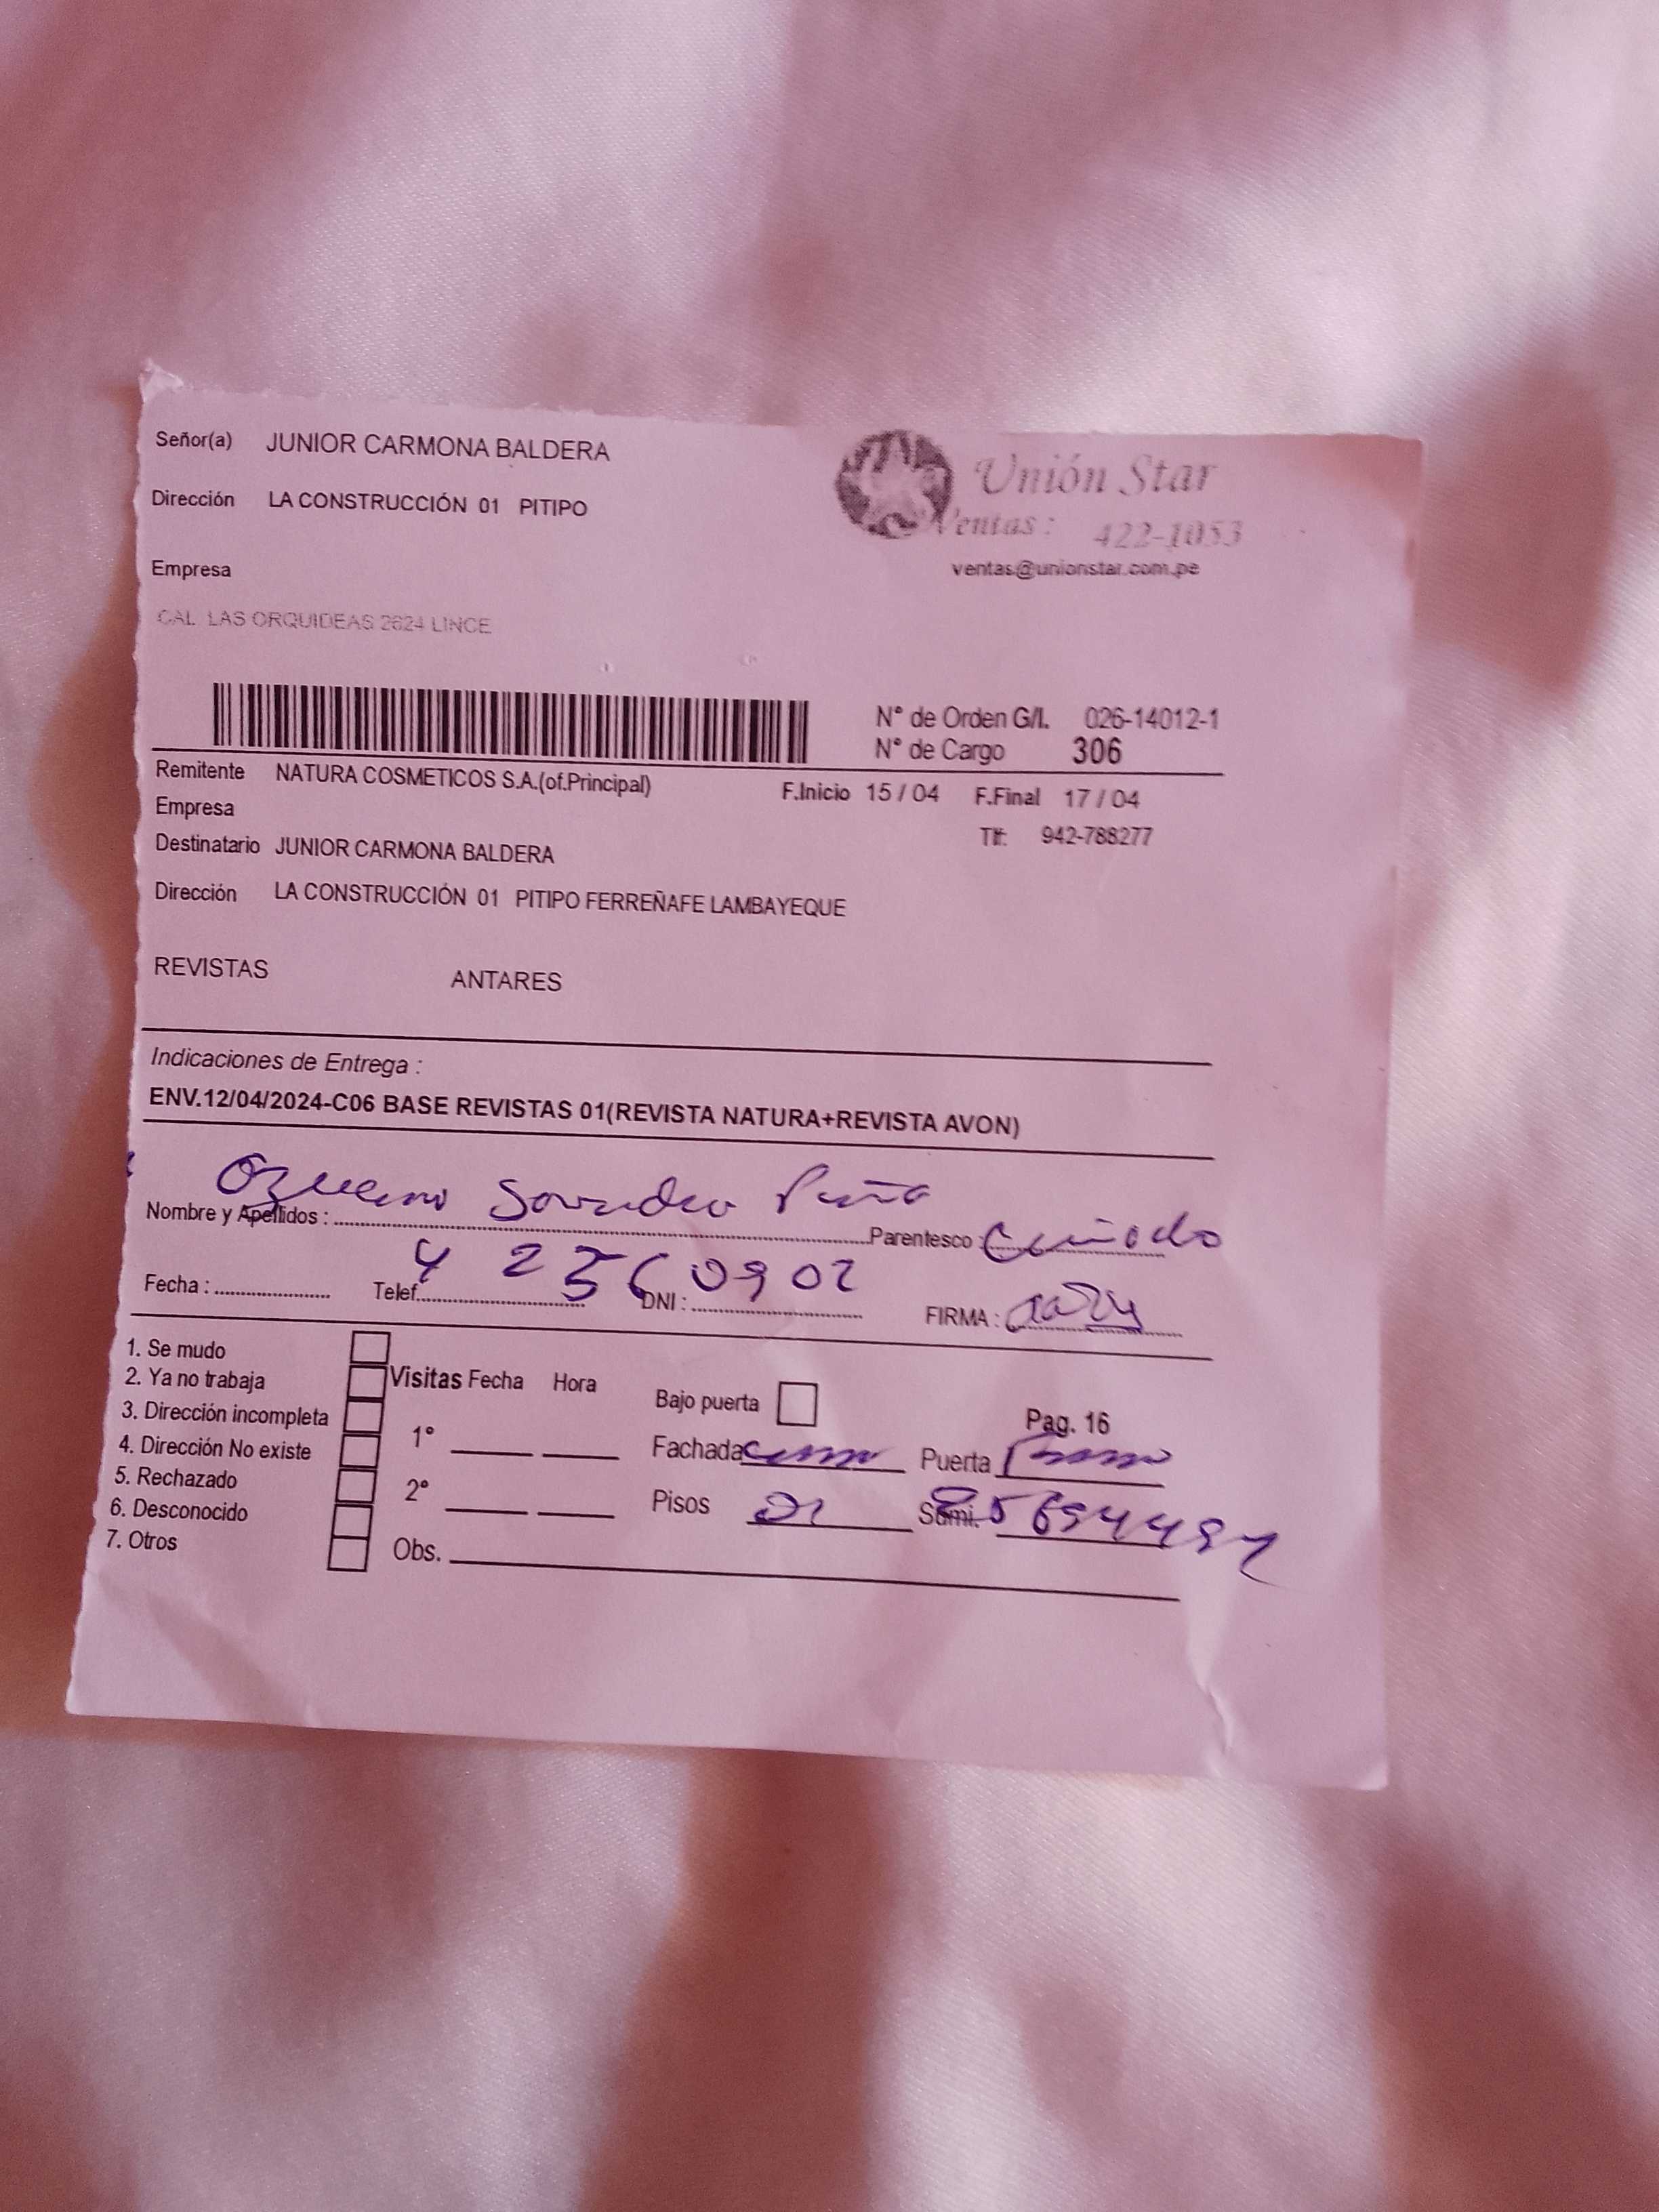 Señor(a) JUNIOR CARMONA BALDERA
Unión Star
Dirección LA CONSTRUCCIÓN 01 PITIPO
Ventas : 422-1053
Empresa
ventas@unionstar.com.pe
CAL. LAS ORQUIDEAS 2624 LINCE
N° de Orden G/I. 026-14012-1
N° de Cargo 306
Remitente NATURA COSMETICOS S.A.(of.Principal)
F.Inicio 15 / 04 F.Final 17 / 04
Empresa
Tlf: 942-788277
Destinatario JUNIOR CARMONA BALDERA
Dirección LA CONSTRUCCIÓN 01 PITIPO FERREÑAFE LAMBAYEQUE
REVISTAS ANTARES
Indicaciones de Entrega :
ENV.12/04/2024-C06 BASE REVISTAS 01(REVISTA NATURA+REVISTA AVON)
Nombre y Apellidos : Parentesco : Cuñado
42560902
Fecha : Telef. DNI : FIRMA :
1. Se mudo
2. Ya no trabaja
3. Dirección incompleta
4. Dirección No existe
5. Rechazado
6. Desconocido
7. Otros
Visitas Fecha Hora
1°
2°
Obs.
Bajo puerta
Pag. 16
Fachada Puerta
Pisos 01 Sumi.